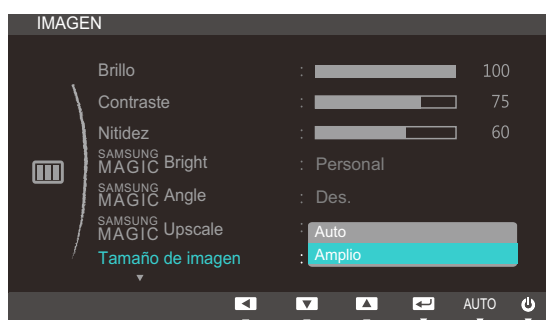 IMAGEN
Brillo : 100
Contraste : 75
Nitidez : 60
SAMSUNG MAGIC Bright : Personal
SAMSUNG MAGIC Angle : Des.
SAMSUNG MAGIC Upscale :
Auto
Tamaño de imagen : Amplio
AUTO